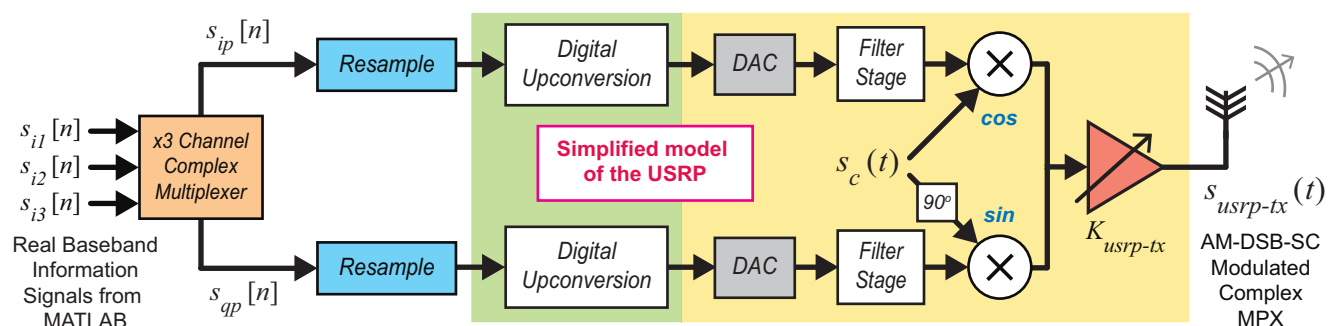 s_ip [n]
Resample
Digital
Upconversion
DAC
Filter
Stage
cos
s_i1 [n]
s_i2 [n]
s_i3 [n]
x3 Channel
Complex
Multiplexer
Simplified model
of the USRP
s_c (t)
90o
sin
K_usrp-tx
s_usrp-tx (t)
Real Baseband
Information
Signals from
MATLAB
s_qp [n]
Resample
Digital
Upconversion
DAC
Filter
Stage
AM-DSB-SC
Modulated
Complex
MPX